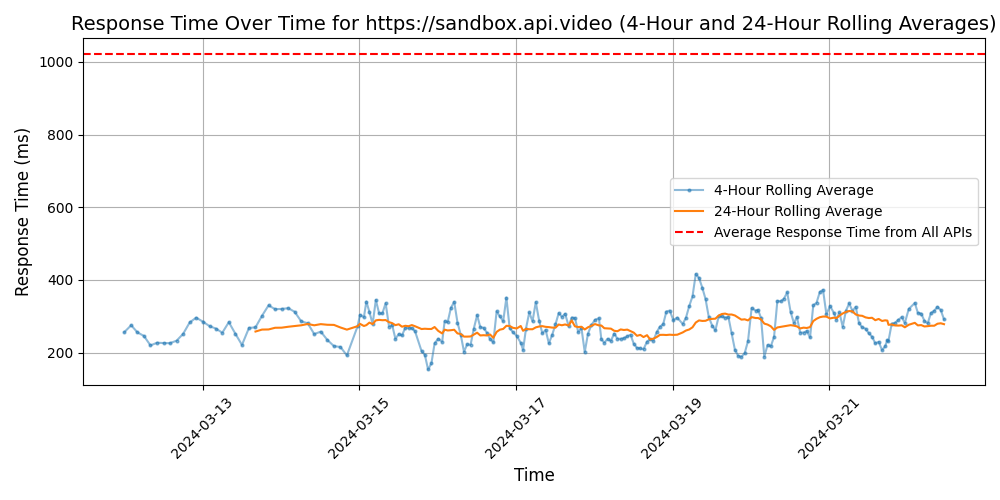 Response Time Over Time for https://sandbox.api.video (4-Hour and 24-Hour Rolling Averages)
Response Time (ms)
1000
800
600
400
200
4-Hour Rolling Average
24-Hour Rolling Average
Average Response Time from All APIs
2024-03-13
2024-03-15
2024-03-17
2024-03-19
2024-03-21
Time